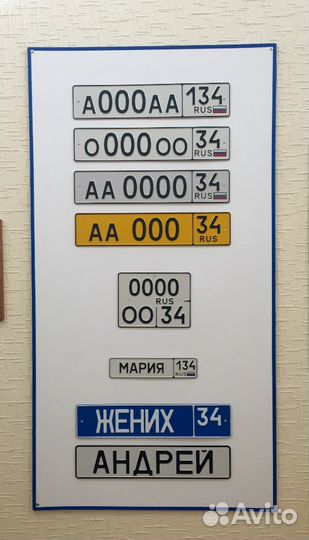 А000АА 134
RUS
О000ОО 34
RUS
АА 0000 34
RUS
АА 000 34
RUS
0000
RUS
ОО 34
МАРИЯ 134
RUS
ЖЕНИХ 34
АНДРЕЙ
Avito